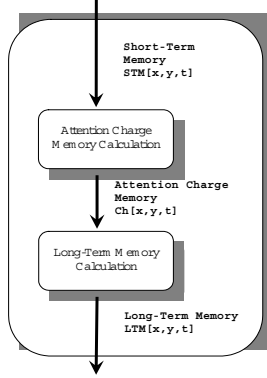 Short-Term
Memory
STM[x,y,t]
Attention Charge
Memory Calculation
Attention Charge
Memory
Ch[x,y,t]
Long-Term Memory
Calculation
Long-Term Memory
LTM[x,y,t]